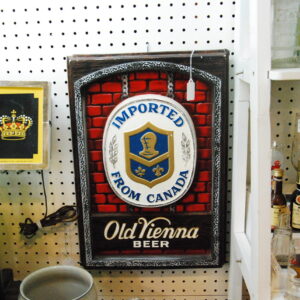 IMPORTED
FROM CANADA
Old Vienna
BEER